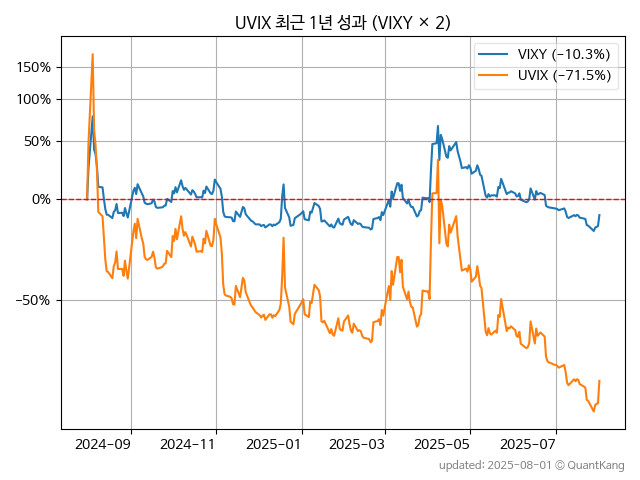 UVIX 최근 1년 성과 (VIXY × 2)
VIXY (−10.3%)
UVIX (−71.5%)
150%
100%
50%
0%
−50%
2024−09
2024−11
2025−01
2025−03
2025−05
2025−07
updated: 2025-08-01 © QuantKang